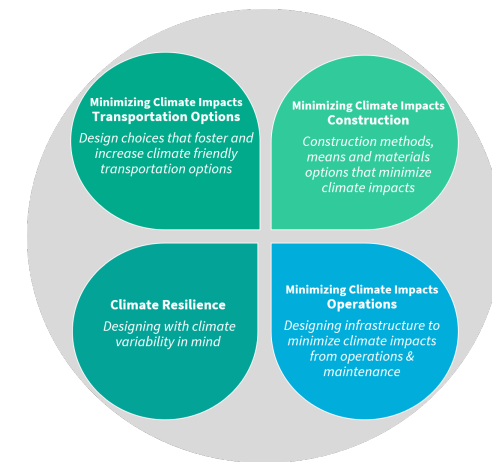 Minimizing Climate Impacts
Transportation Options
Design choices that foster and
increase climate friendly
transportation options
Minimizing Climate Impacts
Construction
Construction methods,
means and materials
options that minimize
climate impacts
Climate Resilience
Designing with climate
variability in mind
Minimizing Climate Impacts
Operations
Designing infrastructure to
minimize climate impacts
from operations &
maintenance